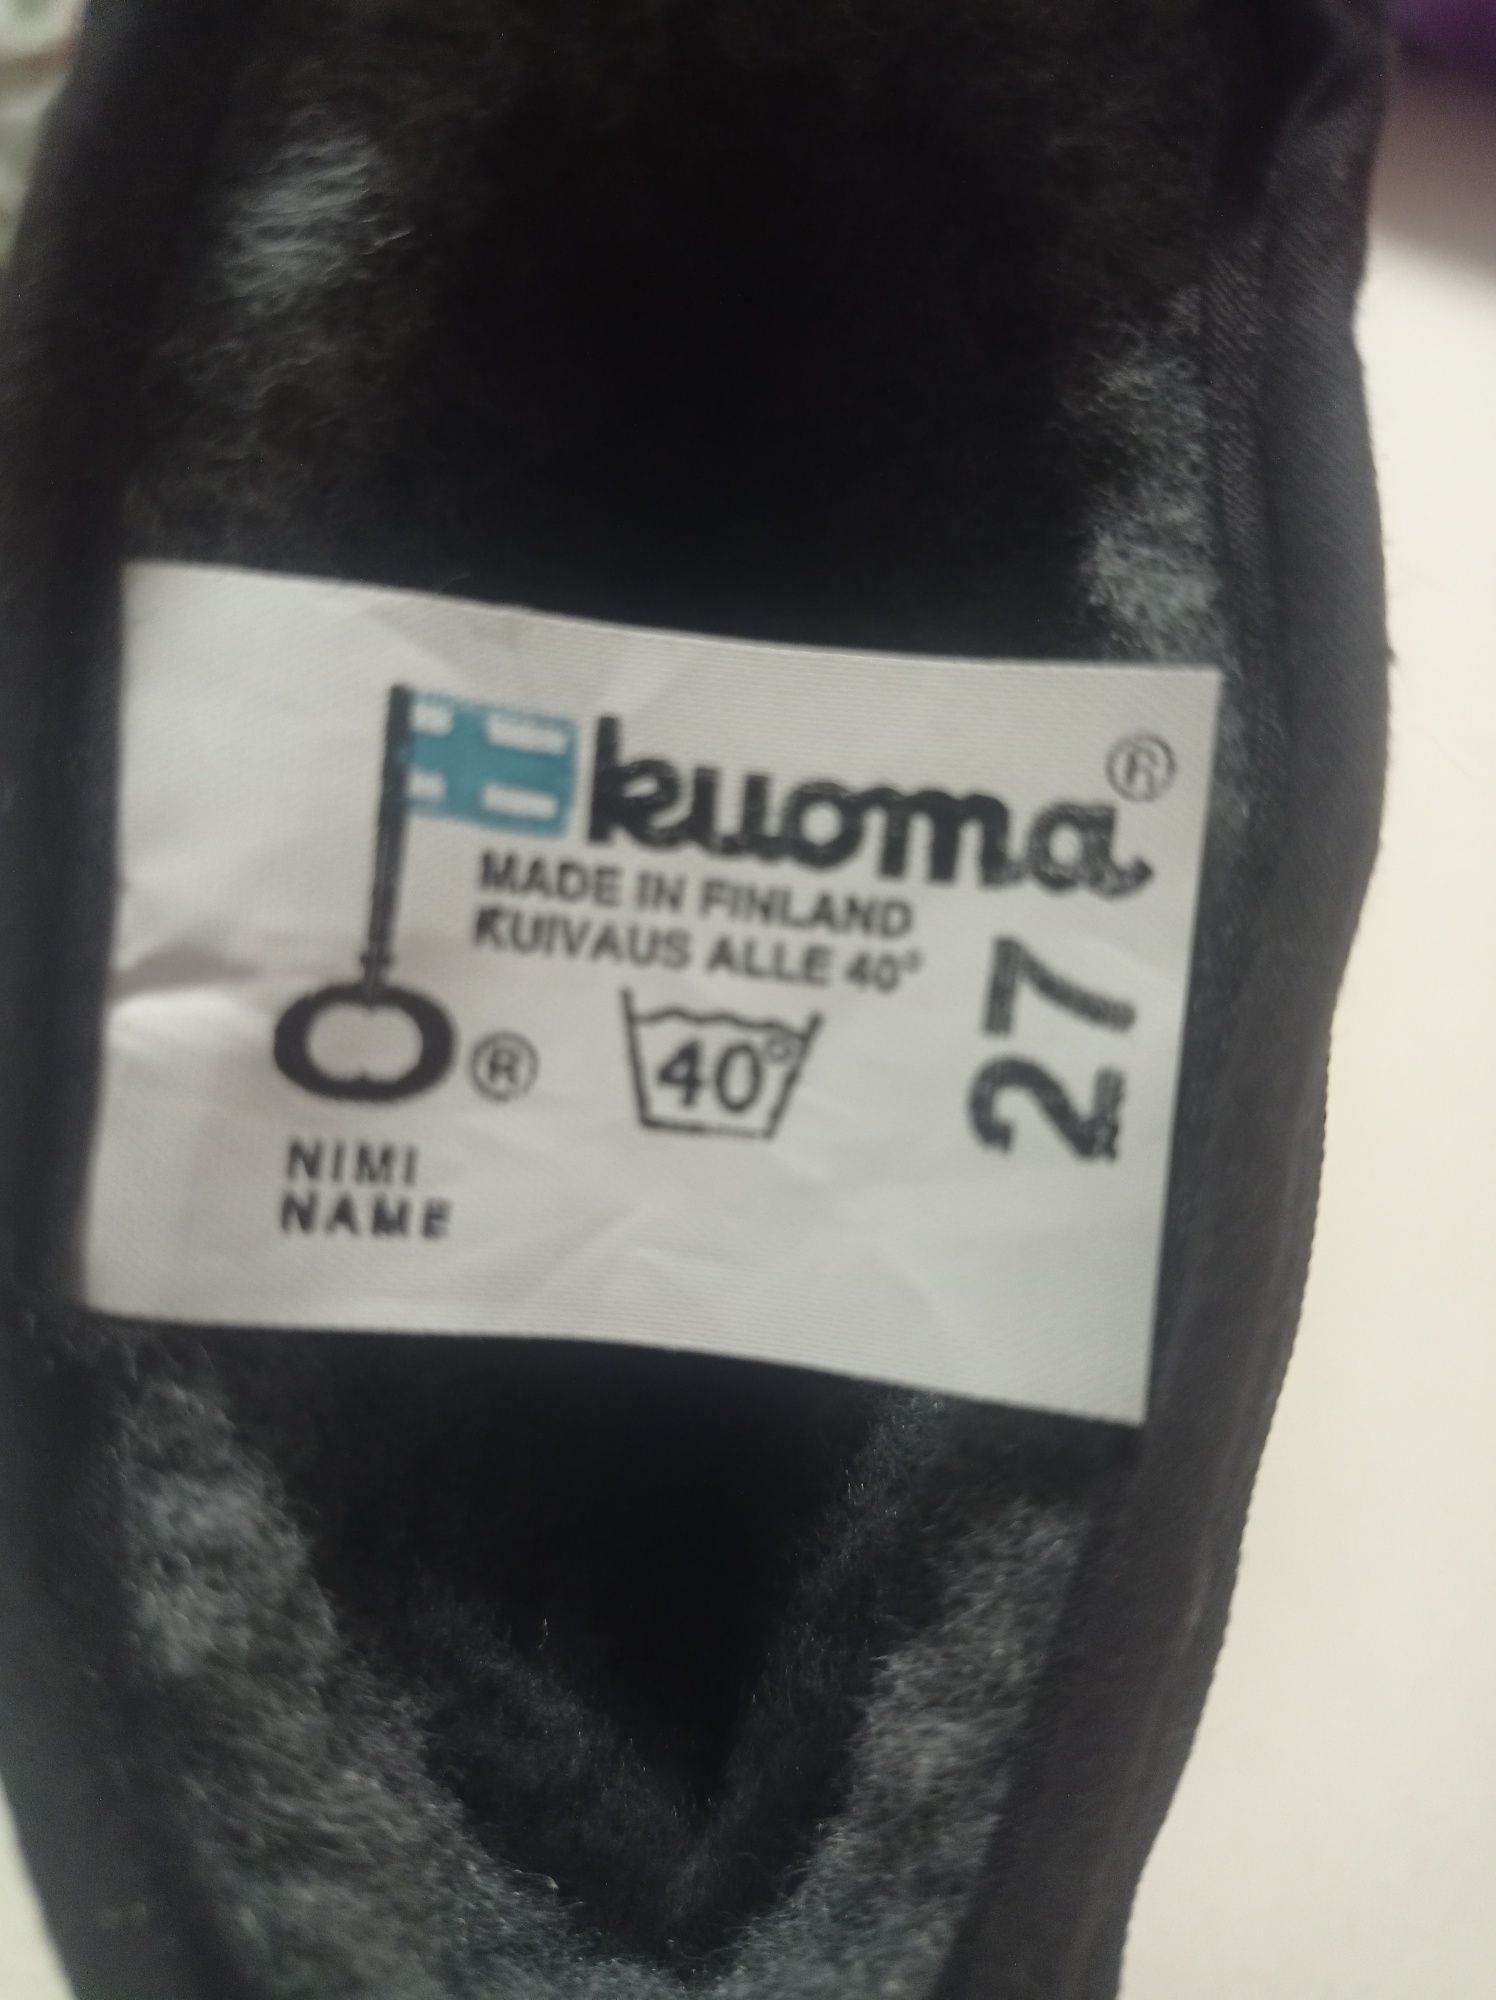 kuoma®
MADE IN FINLAND
KUIVAUS ALLE 40°
40°
®
27
NIMI
NAME